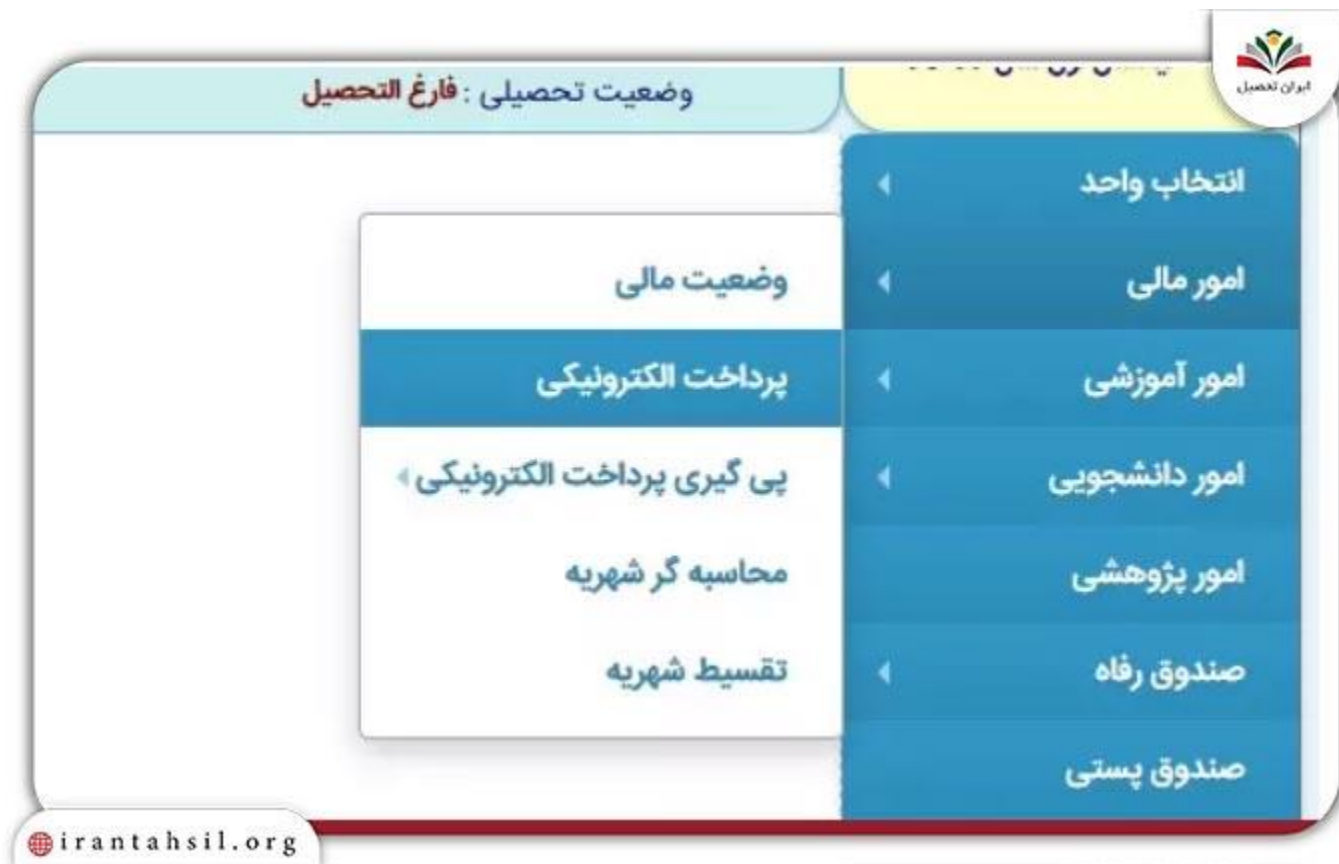 ایران تحصیل
وضعیت تحصیلی : فارغ التحصیل
انتخاب واحد
امور مالی
امور آموزشی
امور دانشجویی
امور پژوهشی
صندوق رفاه
صندوق پستی
وضعیت مالی
پرداخت الکترونیکی
پی گیری پرداخت الکترونیکی
محاسبه گر شهریه
تقسیط شهریه
irantahsil.org